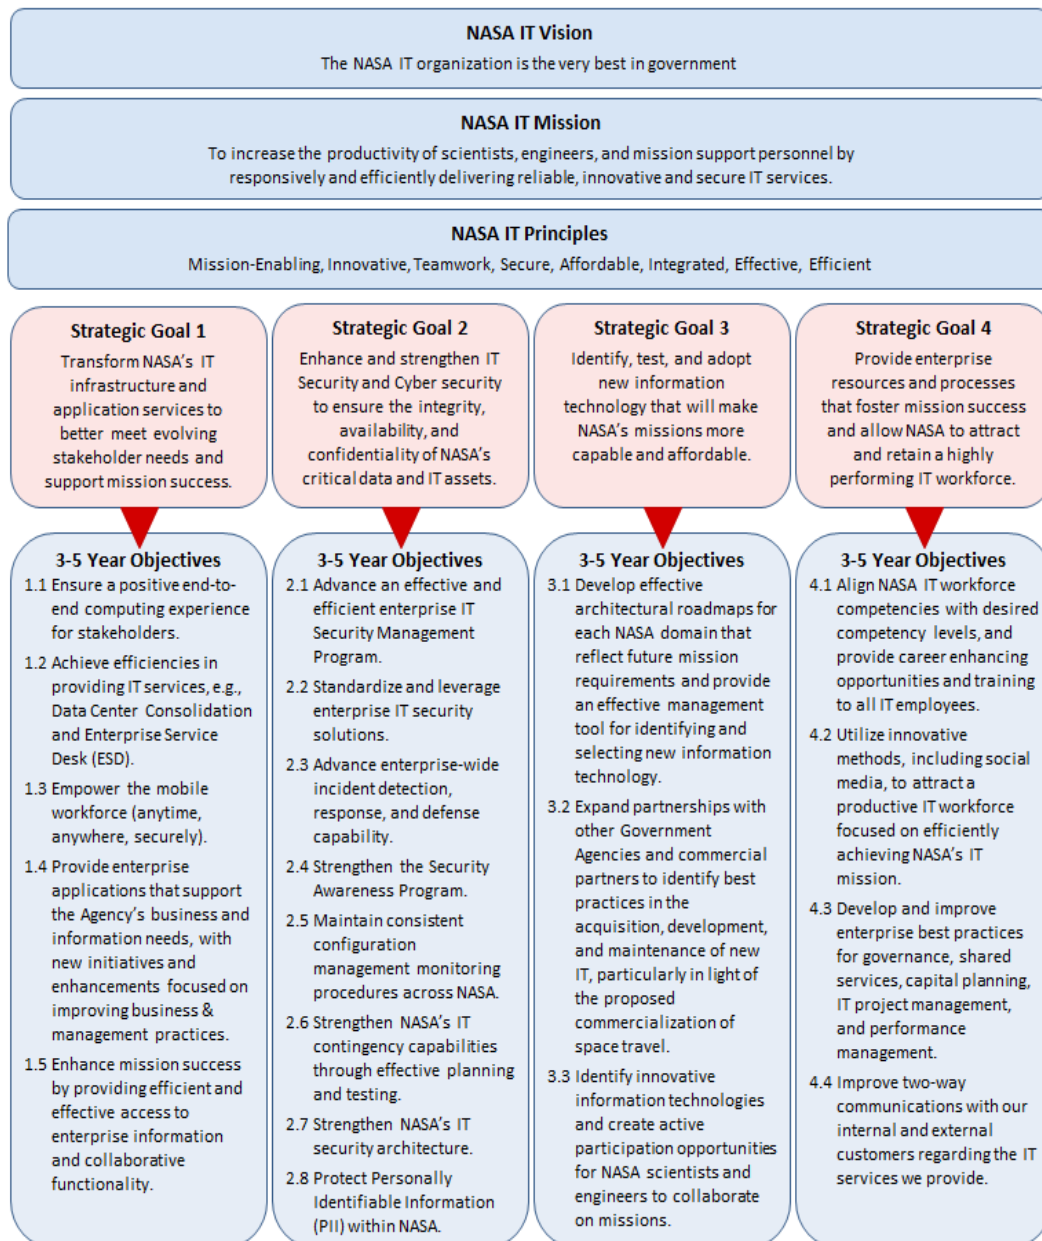 NASA IT Vision
The NASA IT organization is the very best in government
NASA IT Mission
To increase the productivity of scientists, engineers, and mission support personnel by
responsively and efficiently delivering reliable, innovative and secure IT services.
NASA IT Principles
Mission-Enabling, Innovative, Teamwork, Secure, Affordable, Integrated, Effective, Efficient
Strategic Goal 1
Transform NASA's IT
infrastructure and
application services to
better meet evolving
stakeholder needs and
support mission success.
Strategic Goal 2
Enhance and strengthen IT
Security and Cyber security
to ensure the integrity,
availability, and
confidentiality of NASA's
critical data and IT assets.
Strategic Goal 3
Identify, test, and adopt
new information
technology that will make
NASA's missions more
capable and affordable.
Strategic Goal 4
Provide enterprise
resources and processes
that foster mission success
and allow NASA to attract
and retain a highly
performing IT workforce.
3-5 Year Objectives
1.1 Ensure a positive end-to-
end computing experience
for stakeholders.
1.2 Achieve efficiencies in
providing IT services, e.g.,
Data Center Consolidation
and Enterprise Service
Desk (ESD).
1.3 Empower the mobile
workforce (anytime,
anywhere, securely).
1.4 Provide enterprise
applications that support
the Agency's business and
information needs, with
new initiatives and
enhancements focused on
improving business &
management practices.
1.5 Enhance mission success
by providing efficient and
effective access to
enterprise information
and collaborative
functionality.
3-5 Year Objectives
2.1 Advance an effective and
efficient enterprise IT
Security Management
Program.
2.2 Standardize and leverage
enterprise IT security
solutions.
2.3 Advance enterprise-wide
incident detection,
response, and defense
capability.
2.4 Strengthen the Security
Awareness Program.
2.5 Maintain consistent
configuration
management monitoring
procedures across NASA.
2.6 Strengthen NASA's IT
contingency capabilities
through effective planning
and testing.
2.7 Strengthen NASA's IT
security architecture.
2.8 Protect Personally
Identifiable Information
(PII) within NASA.
3-5 Year Objectives
3.1 Develop effective
architectural roadmaps for
each NASA domain that
reflect future mission
requirements and provide
an effective management
tool for identifying and
selecting new information
technology.
3.2 Expand partnerships with
other Government
Agencies and commercial
partners to identify best
practices in the
acquisition, development,
and maintenance of new
IT, particularly in light of
the proposed
commercialization of
space travel.
3.3 Identify innovative
information technologies
and create active
participation opportunities
for NASA scientists and
engineers to collaborate
on missions.
3-5 Year Objectives
4.1 Align NASA IT workforce
competencies with desired
competency levels, and
provide career enhancing
opportunities and training
to all IT employees.
4.2 Utilize innovative
methods, including social
media, to attract a
productive IT workforce
focused on efficiently
achieving NASA's IT
mission.
4.3 Develop and improve
enterprise best practices
for governance, shared
services, capital planning,
IT project management,
and performance
management.
4.4 Improve two-way
communications with our
internal and external
customers regarding the IT
services we provide.